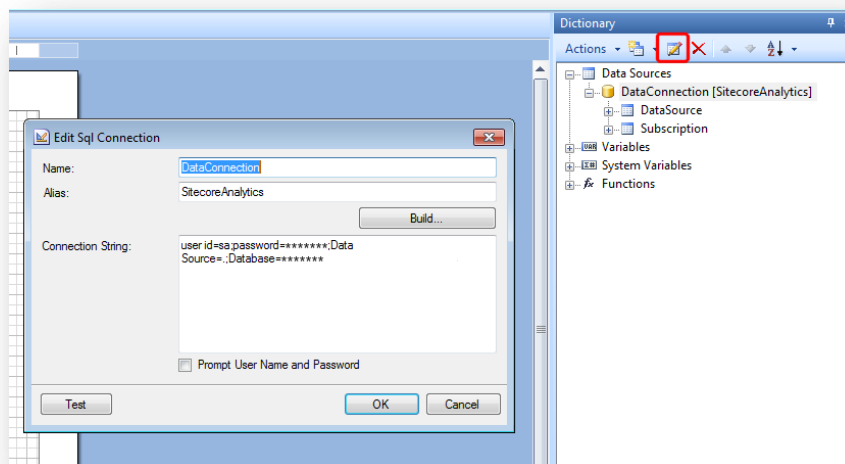 Dictionary
Actions
Data Sources
DataConnection [SitecoreAnalytics]
DataSource
Subscription
Variables
System Variables
fx Functions
Edit Sql Connection
Name:
DataConnection
Alias:
SitecoreAnalytics
Build...
Connection String:
user id=sa;password=*******;Data
Source=.;Database=********
Prompt User Name and Password
Test
OK
Cancel